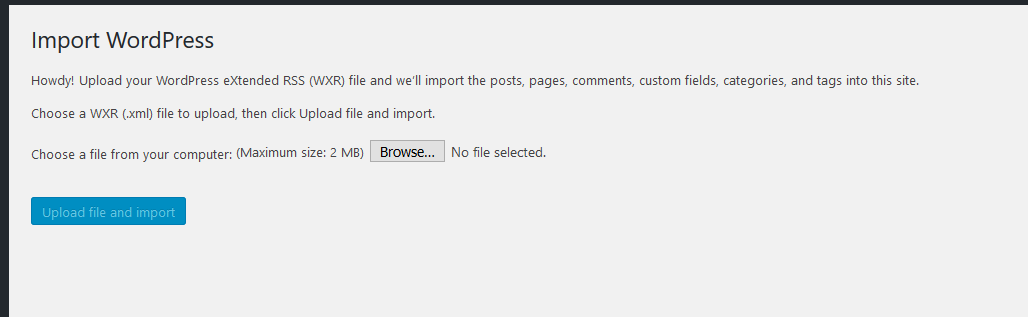 Import WordPress
Howdy! Upload your WordPress eXtended RSS (WXR) file and we'll import the posts, pages, comments, custom fields, categories, and tags into this site.
Choose a WXR (.xml) file to upload, then click Upload file and import.
Choose a file from your computer: (Maximum size: 2 MB) Browse... No file selected.
Upload file and import